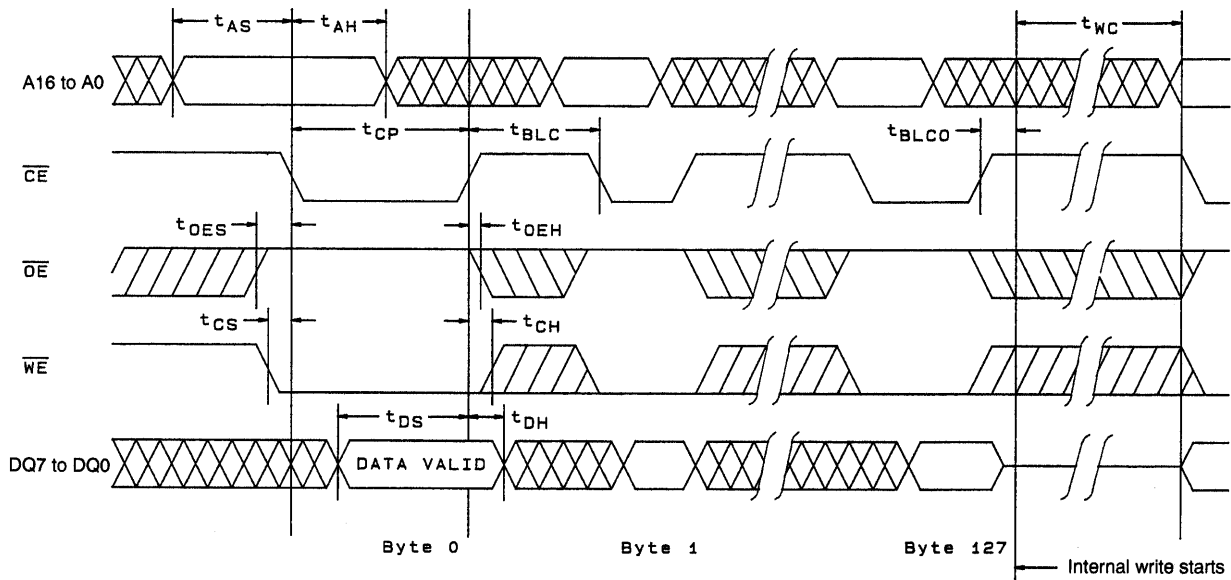 tAS
tAH
tWC
A16 to A0
tCP
tBLC
tBLCO
CE
tOES
tOEH
OE
tCS
tCH
WE
tDS
tDH
DQ7 to DQ0
DATA VALID
Byte 0
Byte 1
Byte 127
Internal write starts